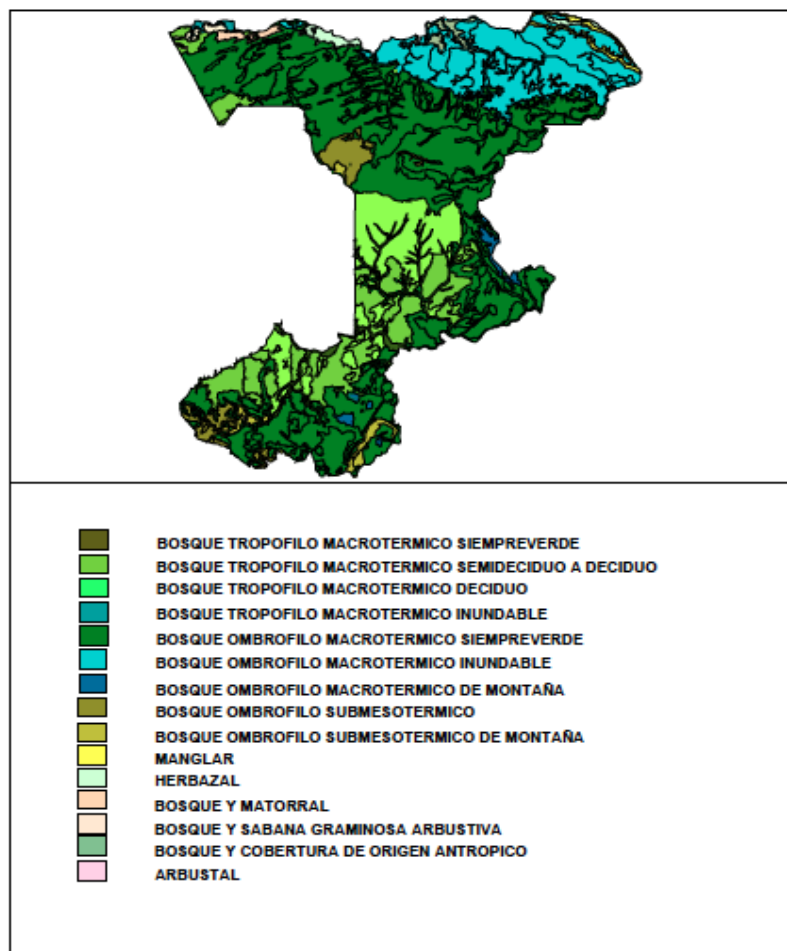 BOSQUE TROPOFILO MACROTERMICO SIEMPREVERDE
BOSQUE TROPOFILO MACROTERMICO SEMIDECIDUO A DECIDUO
BOSQUE TROPOFILO MACROTERMICO DECIDUO
BOSQUE TROPOFILO MACROTERMICO INUNDABLE
BOSQUE OMBROFILO MACROTERMICO SIEMPREVERDE
BOSQUE OMBROFILO MACROTERMICO INUNDABLE
BOSQUE OMBROFILO MACROTERMICO DE MONTAÑA
BOSQUE OMBROFILO SUBMESOTERMICO
BOSQUE OMBROFILO SUBMESOTERMICO DE MONTAÑA
MANGLAR
HERBAZAL
BOSQUE Y MATORRAL
BOSQUE Y SABANA GRAMINOSA ARBUSTIVA
BOSQUE Y COBERTURA DE ORIGEN ANTROPICO
ARBUSTAL